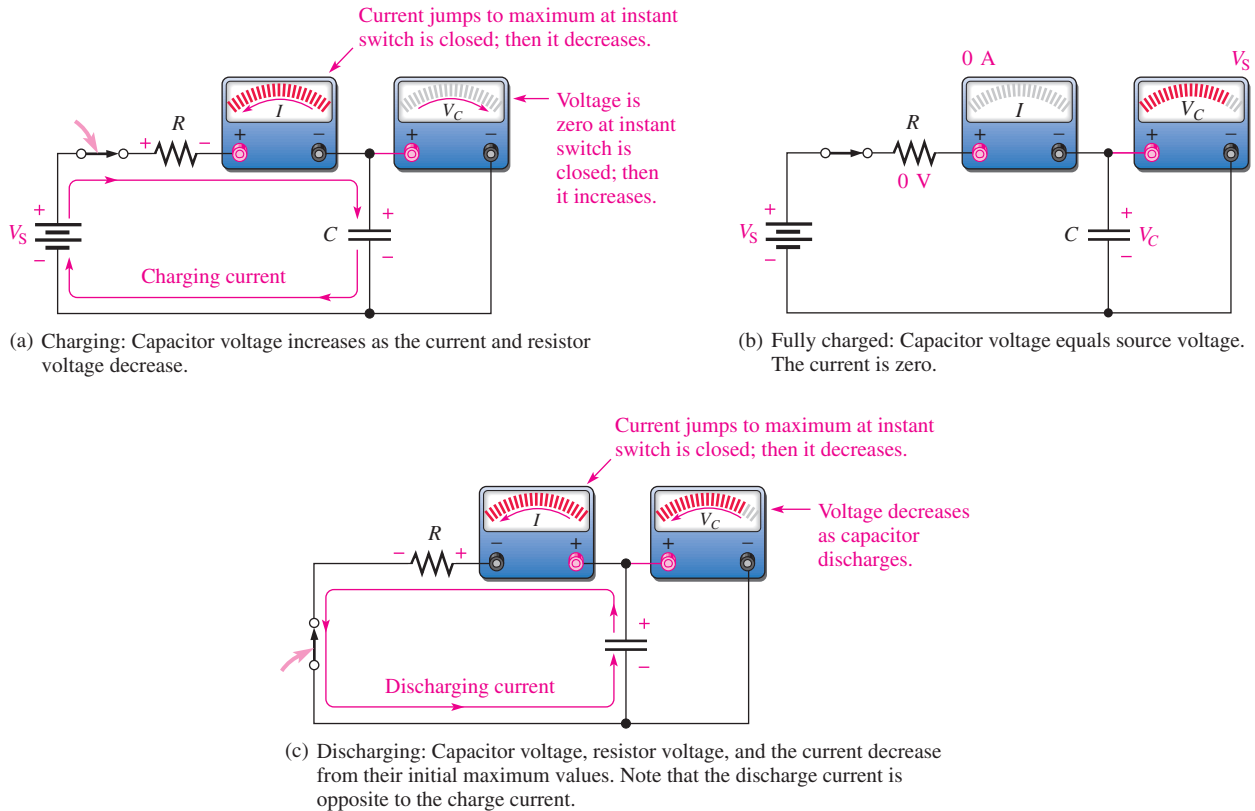 Current jumps to maximum at instant
switch is closed; then it decreases.
I
+ −
V_C
+ −
Voltage is
zero at instant
switch is
closed; then
it increases.
+ R −
+
V_S
−
C
+
−
Charging current
(a) Charging: Capacitor voltage increases as the current and resistor
voltage decrease.
0 A
V_S
I
+ −
V_C
+ −
R
0 V
+
V_S
−
C
+
V_C
−
(b) Fully charged: Capacitor voltage equals source voltage.
The current is zero.
Current jumps to maximum at instant
switch is closed; then it decreases.
I
− +
V_C
+ −
Voltage decreases
as capacitor
discharges.
− R +
+
−
Discharging current
(c) Discharging: Capacitor voltage, resistor voltage, and the current decrease
from their initial maximum values. Note that the discharge current is
opposite to the charge current.